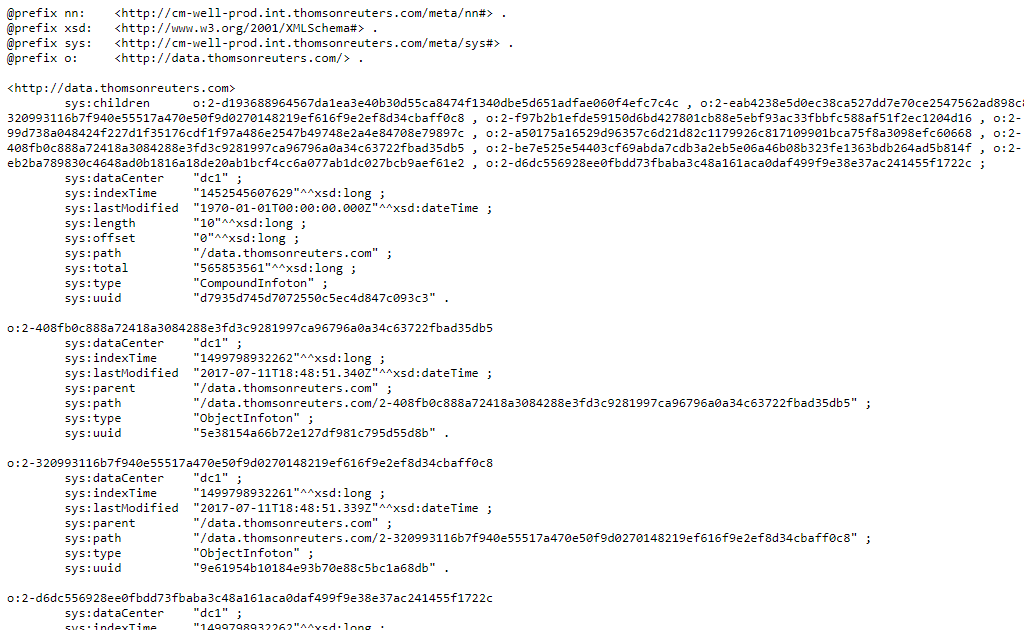 @prefix nn:    <http://cm-well-prod.int.thomsonreuters.com/meta/nn#> .
@prefix xsd:   <http://www.w3.org/2001/XMLSchema#> .
@prefix sys:   <http://cm-well-prod.int.thomsonreuters.com/meta/sys#> .
@prefix o:     <http://data.thomsonreuters.com/> .
<http://data.thomsonreuters.com>
sys:children      o:2-d193688964567da1ea3e40b30d55ca8474f1340dbe5d651adfae060f4efc7c4c , o:2-eab4238e5d0ec38ca527dd7e70ce2547562ad898c8
320993116b7f940e55517a470e50f9d0270148219ef616f9e2ef8d34cbaff0c8 , o:2-f97b2b1efde59150d6bd427801cb88e5ebf93ac33fbbfc588af51f2ec1204d16 , o:2-
99d738a048424f227d1f35176cdf1f97a486e2547b49748e2a4e84708e79897c , o:2-a50175a16529d96357c6d21d82c1179926c817109901bca75f8a3098efc60668 , o:2-
408fb0c888a72418a3084288e3fd3c9281997ca96796a0a34c63722fbad35db5 , o:2-be7e525e54403cf69abda7cdb3a2eb5e06a46b08b323fe1363bdb264ad5b814f , o:2-
eb2ba789830c4648ad0b1816a18de20ab1bcf4cc6a077ab1dc027bcb9aef61e2 , o:2-d6dc556928ee0fbdd73fbaba3c48a161aca0daf499f9e38e37ac241455f1722c ;
sys:dataCenter    "dc1" ;
sys:indexTime     "1452545607629"^^xsd:long ;
sys:lastModified  "1970-01-01T00:00:00.000Z"^^xsd:dateTime ;
sys:length        "10"^^xsd:long ;
sys:offset        "0"^^xsd:long ;
sys:path          "/data.thomsonreuters.com" ;
sys:total         "565853561"^^xsd:long ;
sys:type          "CompoundInfoton" ;
sys:uuid          "d7935d745d7072550c5ec4d847c093c3" .
o:2-408fb0c888a72418a3084288e3fd3c9281997ca96796a0a34c63722fbad35db5
sys:dataCenter    "dc1" ;
sys:indexTime     "1499798932262"^^xsd:long ;
sys:lastModified  "2017-07-11T18:48:51.340Z"^^xsd:dateTime ;
sys:parent        "/data.thomsonreuters.com" ;
sys:path          "/data.thomsonreuters.com/2-408fb0c888a72418a3084288e3fd3c9281997ca96796a0a34c63722fbad35db5" ;
sys:type          "ObjectInfoton" ;
sys:uuid          "5e38154a66b72e127df981c795d55d8b" .
o:2-320993116b7f940e55517a470e50f9d0270148219ef616f9e2ef8d34cbaff0c8
sys:dataCenter    "dc1" ;
sys:indexTime     "1499798932261"^^xsd:long ;
sys:lastModified  "2017-07-11T18:48:51.339Z"^^xsd:dateTime ;
sys:parent        "/data.thomsonreuters.com" ;
sys:path          "/data.thomsonreuters.com/2-320993116b7f940e55517a470e50f9d0270148219ef616f9e2ef8d34cbaff0c8" ;
sys:type          "ObjectInfoton" ;
sys:uuid          "9e61954b10184e93b70e88c5bc1a68db" .
o:2-d6dc556928ee0fbdd73fbaba3c48a161aca0daf499f9e38e37ac241455f1722c
sys:dataCenter    "dc1" ;
sys:indexTime     "1499798932262"^^xsd:long ;